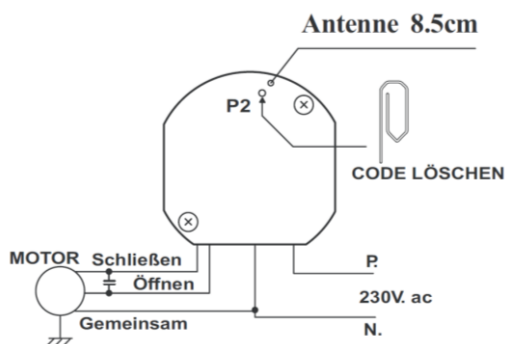 Antenne 8.5cm
P2
CODE LÖSCHEN
MOTOR Schließen
P.
Öffnen
230V. ac
Gemeinsam
N.